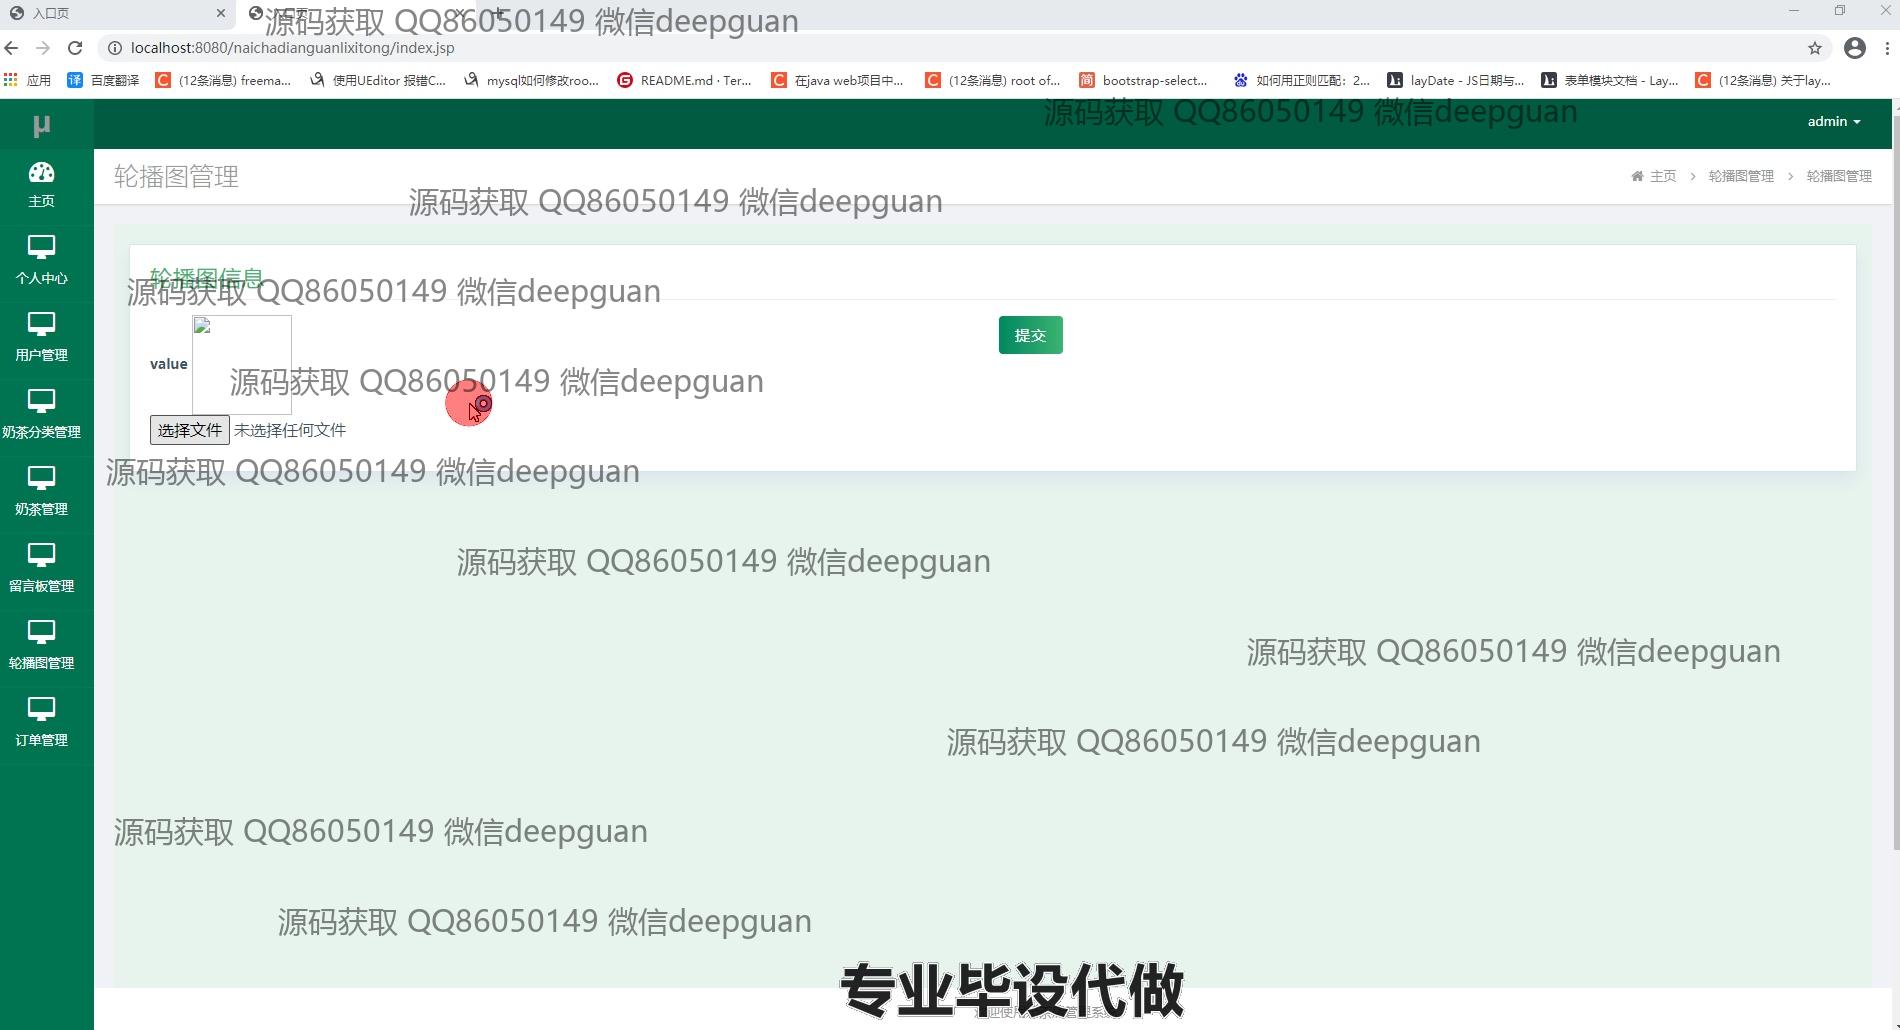 入口页
源码获取 QQ86050149 微信deepguan
localhost:8080/naichadianguanlixitong/index.jsp
应用
百度翻译
(12条消息) freema...
使用UEditor 报错C...
mysql如何修改roo...
README.md · Ter...
在java web项目中...
(12条消息) root of...
bootstrap-select...
如何用正则匹配：2...
layDate - JS日期与...
表单模块文档 - Lay...
(12条消息) 关于lay...
源码获取 QQ86050149 微信deepguan
μ
admin
主页
轮播图管理
主页 > 轮播图管理 > 轮播图管理
源码获取 QQ86050149 微信deepguan
个人中心
轮播图信息
源码获取 QQ86050149 微信deepguan
用户管理
提交
value
源码获取 QQ86050149 微信deepguan
奶茶分类管理
选择文件 未选择任何文件
源码获取 QQ86050149 微信deepguan
奶茶管理
源码获取 QQ86050149 微信deepguan
留言板管理
源码获取 QQ86050149 微信deepguan
轮播图管理
源码获取 QQ86050149 微信deepguan
订单管理
源码获取 QQ86050149 微信deepguan
源码获取 QQ86050149 微信deepguan
专业毕设代做